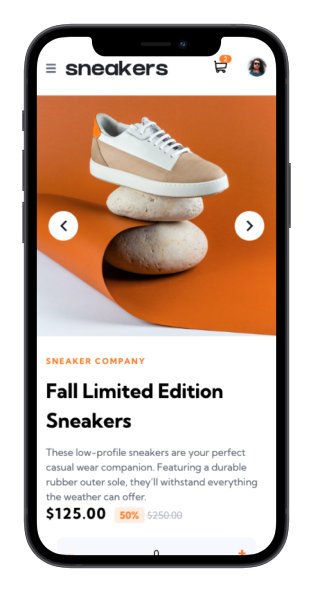 sneakers
2
SNEAKER COMPANY
Fall Limited Edition
Sneakers
These low-profile sneakers are your perfect
casual wear companion. Featuring a durable
rubber outer sole, they'll withstand everything
the weather can offer.
$125.00 50% $250.00
- 0 +